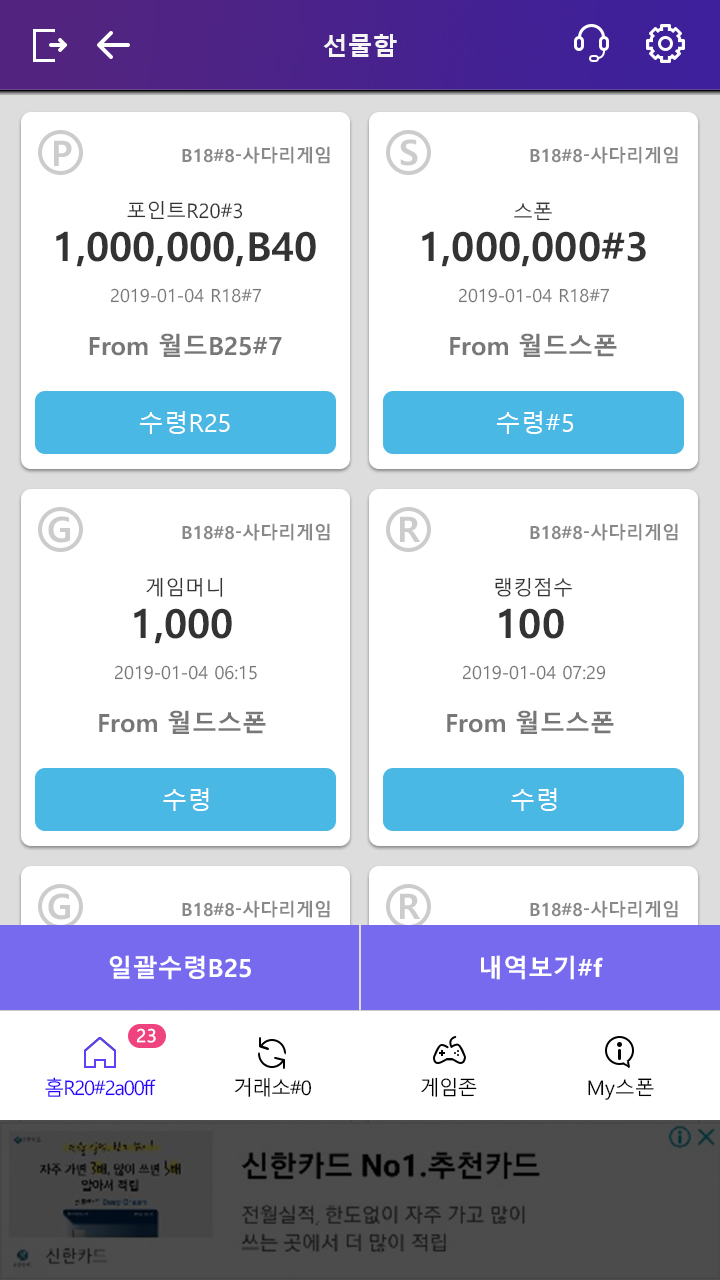 선물함
P B18#8-사다리게임
포인트R20#3
1,000,000,B40
2019-01-04 R18#7
From 월드B25#7
수령R25
S B18#8-사다리게임
스폰
1,000,000#3
2019-01-04 R18#7
From 월드스폰
수령#5
G B18#8-사다리게임
게임머니
1,000
2019-01-04 06:15
From 월드스폰
수령
R B18#8-사다리게임
랭킹점수
100
2019-01-04 07:29
From 월드스폰
수령
G B18#8-사다리게임
R B18#8-사다리게임
일괄수령B25
내역보기#f
23
홈R20#2a00ff
거래소#0
게임존
My스폰
자주 가면 3배, 많이 쓰면 5배
알아서 적립
Deep Dream
신한카드
신한카드 No1.추천카드
전월실적, 한도없이 자주 가고 많이
쓰는 곳에서 더 많이 적립